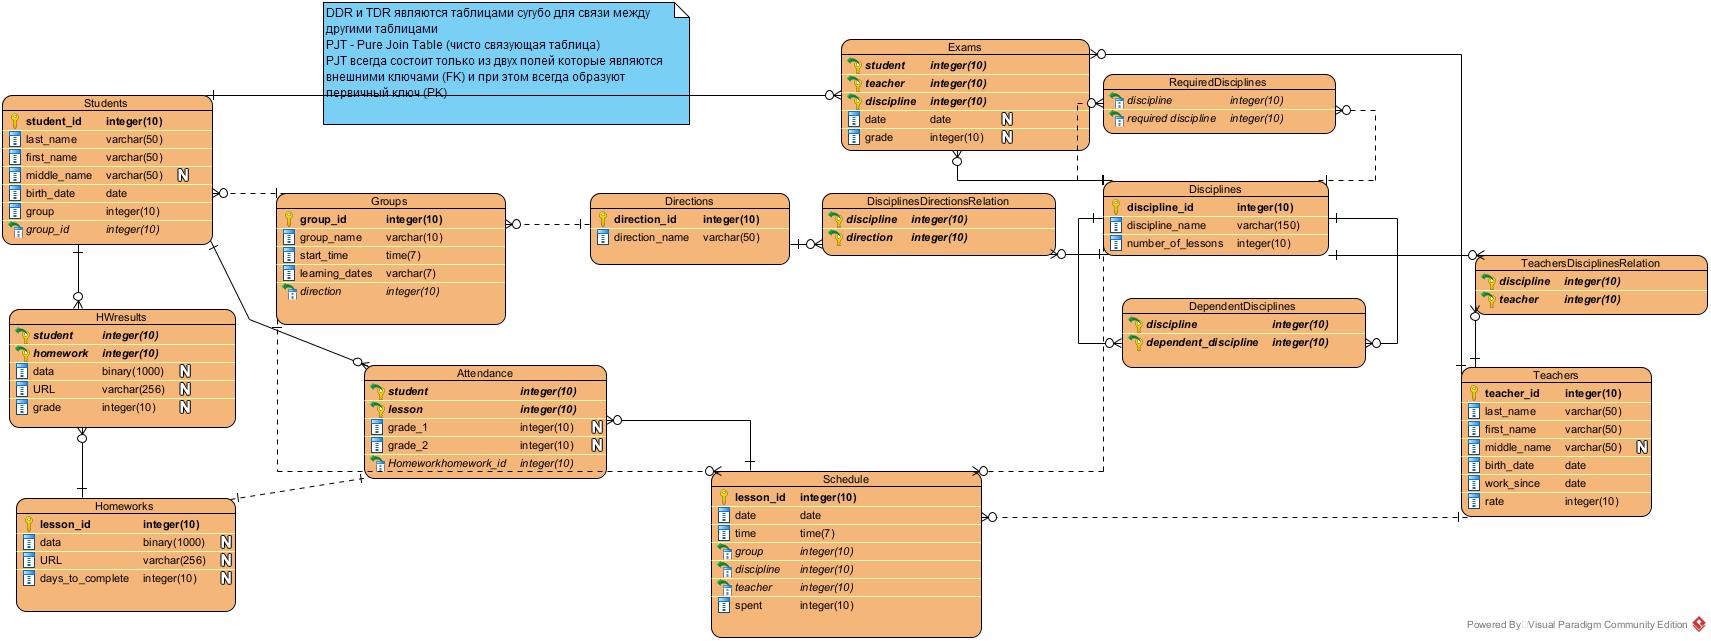 DDR и TDR являются таблицами сугубо для связи между
другими таблицами
PJT - Pure Join Table (чисто связующая таблица)
PJT всегда состоит только из двух полей которые являются
внешними ключами (FK) и при этом всегда образуют
первичный ключ (PK)
Exams
student integer(10)
teacher integer(10)
discipline integer(10)
date date N
grade integer(10) N
RequiredDisciplines
discipline integer(10)
required discipline integer(10)
Students
student_id integer(10)
last_name varchar(50)
first_name varchar(50)
middle_name varchar(50) N
birth_date date
group integer(10)
group_id integer(10)
Groups
group_id integer(10)
group_name varchar(10)
start_time time(7)
learning_dates varchar(7)
direction integer(10)
Directions
direction_id integer(10)
direction_name varchar(50)
DisciplinesDirectionsRelation
discipline integer(10)
direction integer(10)
Disciplines
discipline_id integer(10)
discipline_name varchar(150)
number_of_lessons integer(10)
TeachersDisciplinesRelation
discipline integer(10)
teacher integer(10)
DependentDisciplines
discipline integer(10)
dependent_discipline integer(10)
HWresults
student integer(10)
homework integer(10)
data binary(1000) N
URL varchar(256) N
grade integer(10) N
Attendance
student integer(10)
lesson integer(10)
grade_1 integer(10) N
grade_2 integer(10) N
Homeworkhomework_id integer(10)
Teachers
teacher_id integer(10)
last_name varchar(50)
first_name varchar(50)
middle_name varchar(50) N
birth_date date
work_since date
rate integer(10)
Homeworks
lesson_id integer(10)
data binary(1000) N
URL varchar(256) N
days_to_complete integer(10) N
Schedule
lesson_id integer(10)
date date
time time(7)
group integer(10)
discipline integer(10)
teacher integer(10)
spent integer(10)
Powered By Visual Paradigm Community Edition